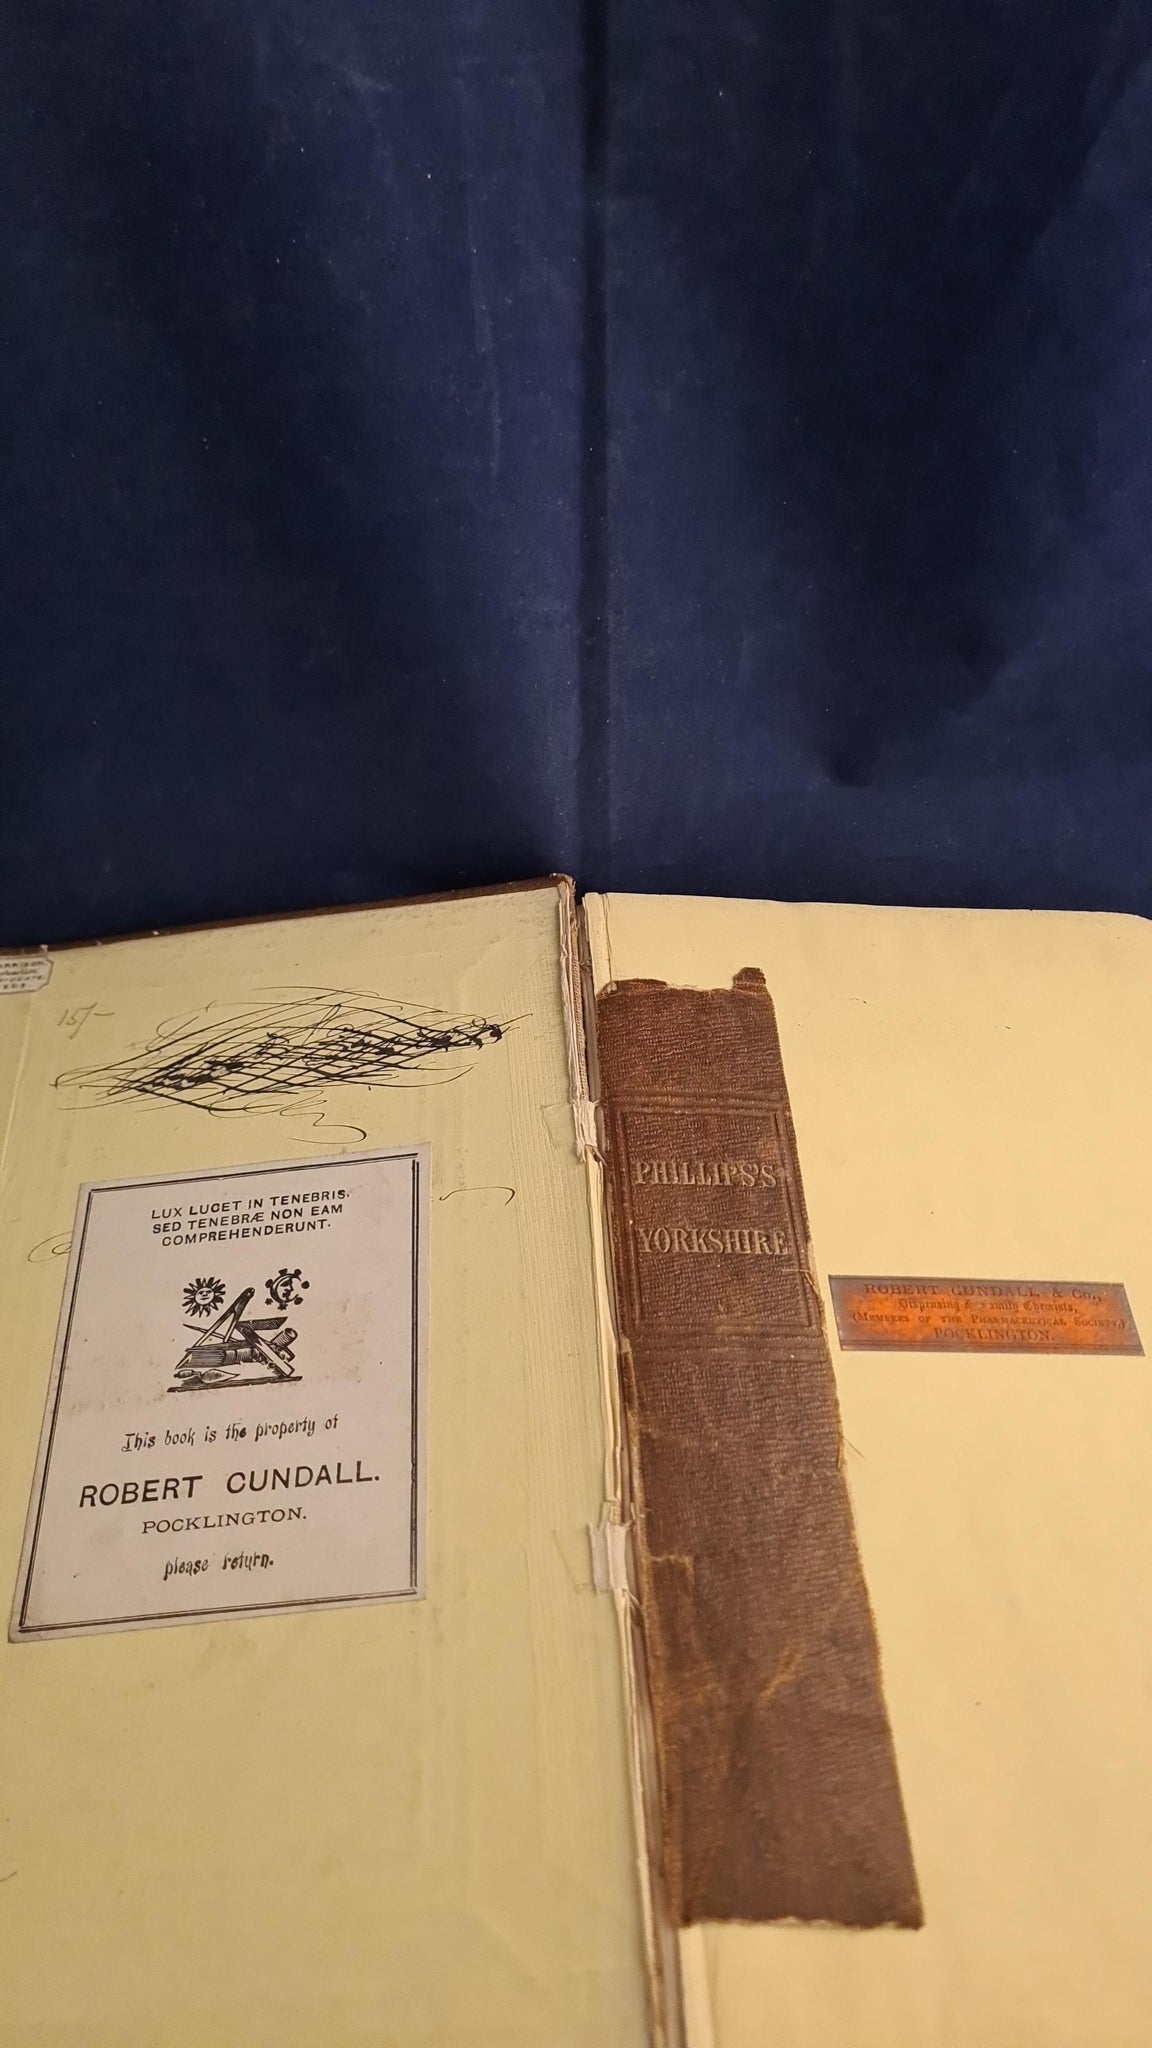 15/-
LUX LUCET IN TENEBRIS,
SED TENEBRÆ NON EAM
COMPREHENDERUNT.
This book is the property of
ROBERT CUNDALL.
POCKLINGTON.
please return.
PHILLIPS'S
YORKSHIRE
ROBERT CUNDALL & Co.,
Dispensing & Family Chemists,
(MEMBERS OF THE PHARMACEUTICAL SOCIETY,)
POCKLINGTON.